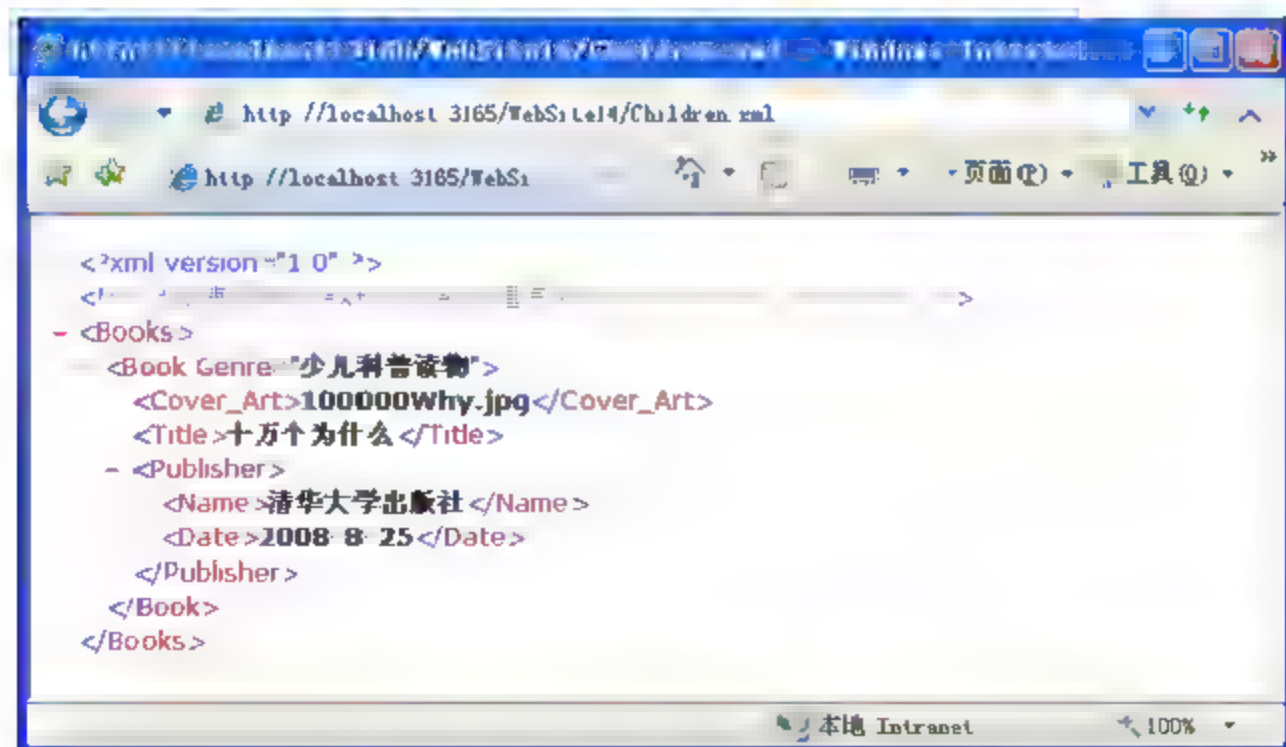 http //localhost 3165/WebSite14/Children xml
http //localhost 3165/WebSi
页面(P)
工具(O)
<?xml version="1 0" ?>
- <Books>
<Book Genre="少儿科普读物">
<Cover_Art>100000Why.jpg</Cover_Art>
<Title>十万个为什么</Title>
- <Publisher>
<Name>清华大学出版社</Name>
<Date>2008-8-25</Date>
</Publisher>
</Book>
</Books>
本地 Intranet
100%